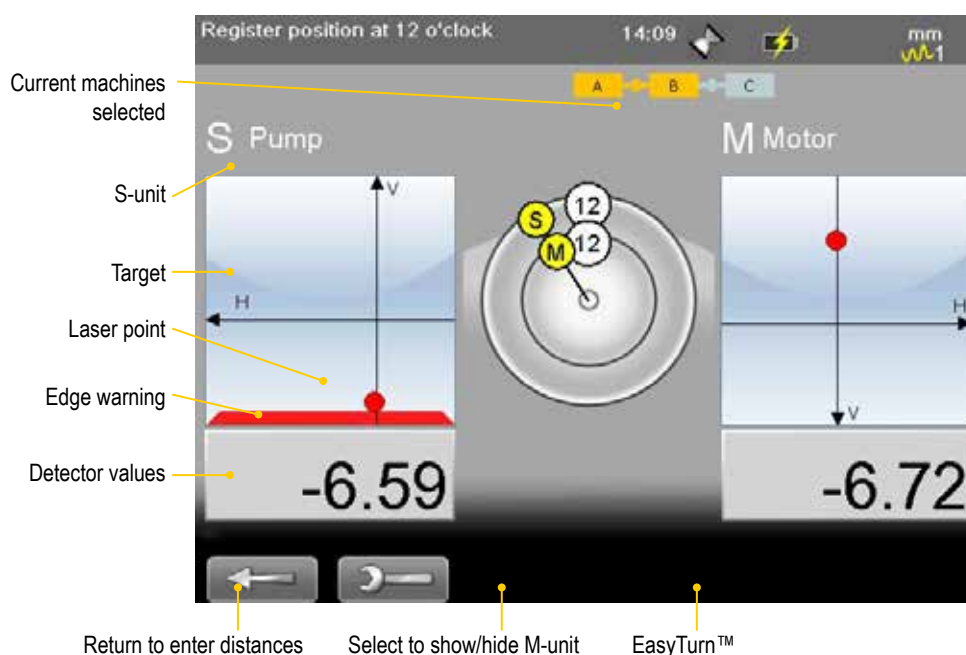 Register position at 12 o'clock
14:09
mm
1
Current machines
selected
A
B
C
S Pump
M Motor
S-unit
V
S
12
M
12
Target
H
H
Laser point
Edge warning
V
Detector values
-6.59
-6.72
Return to enter distances
Select to show/hide M-unit
EasyTurn™